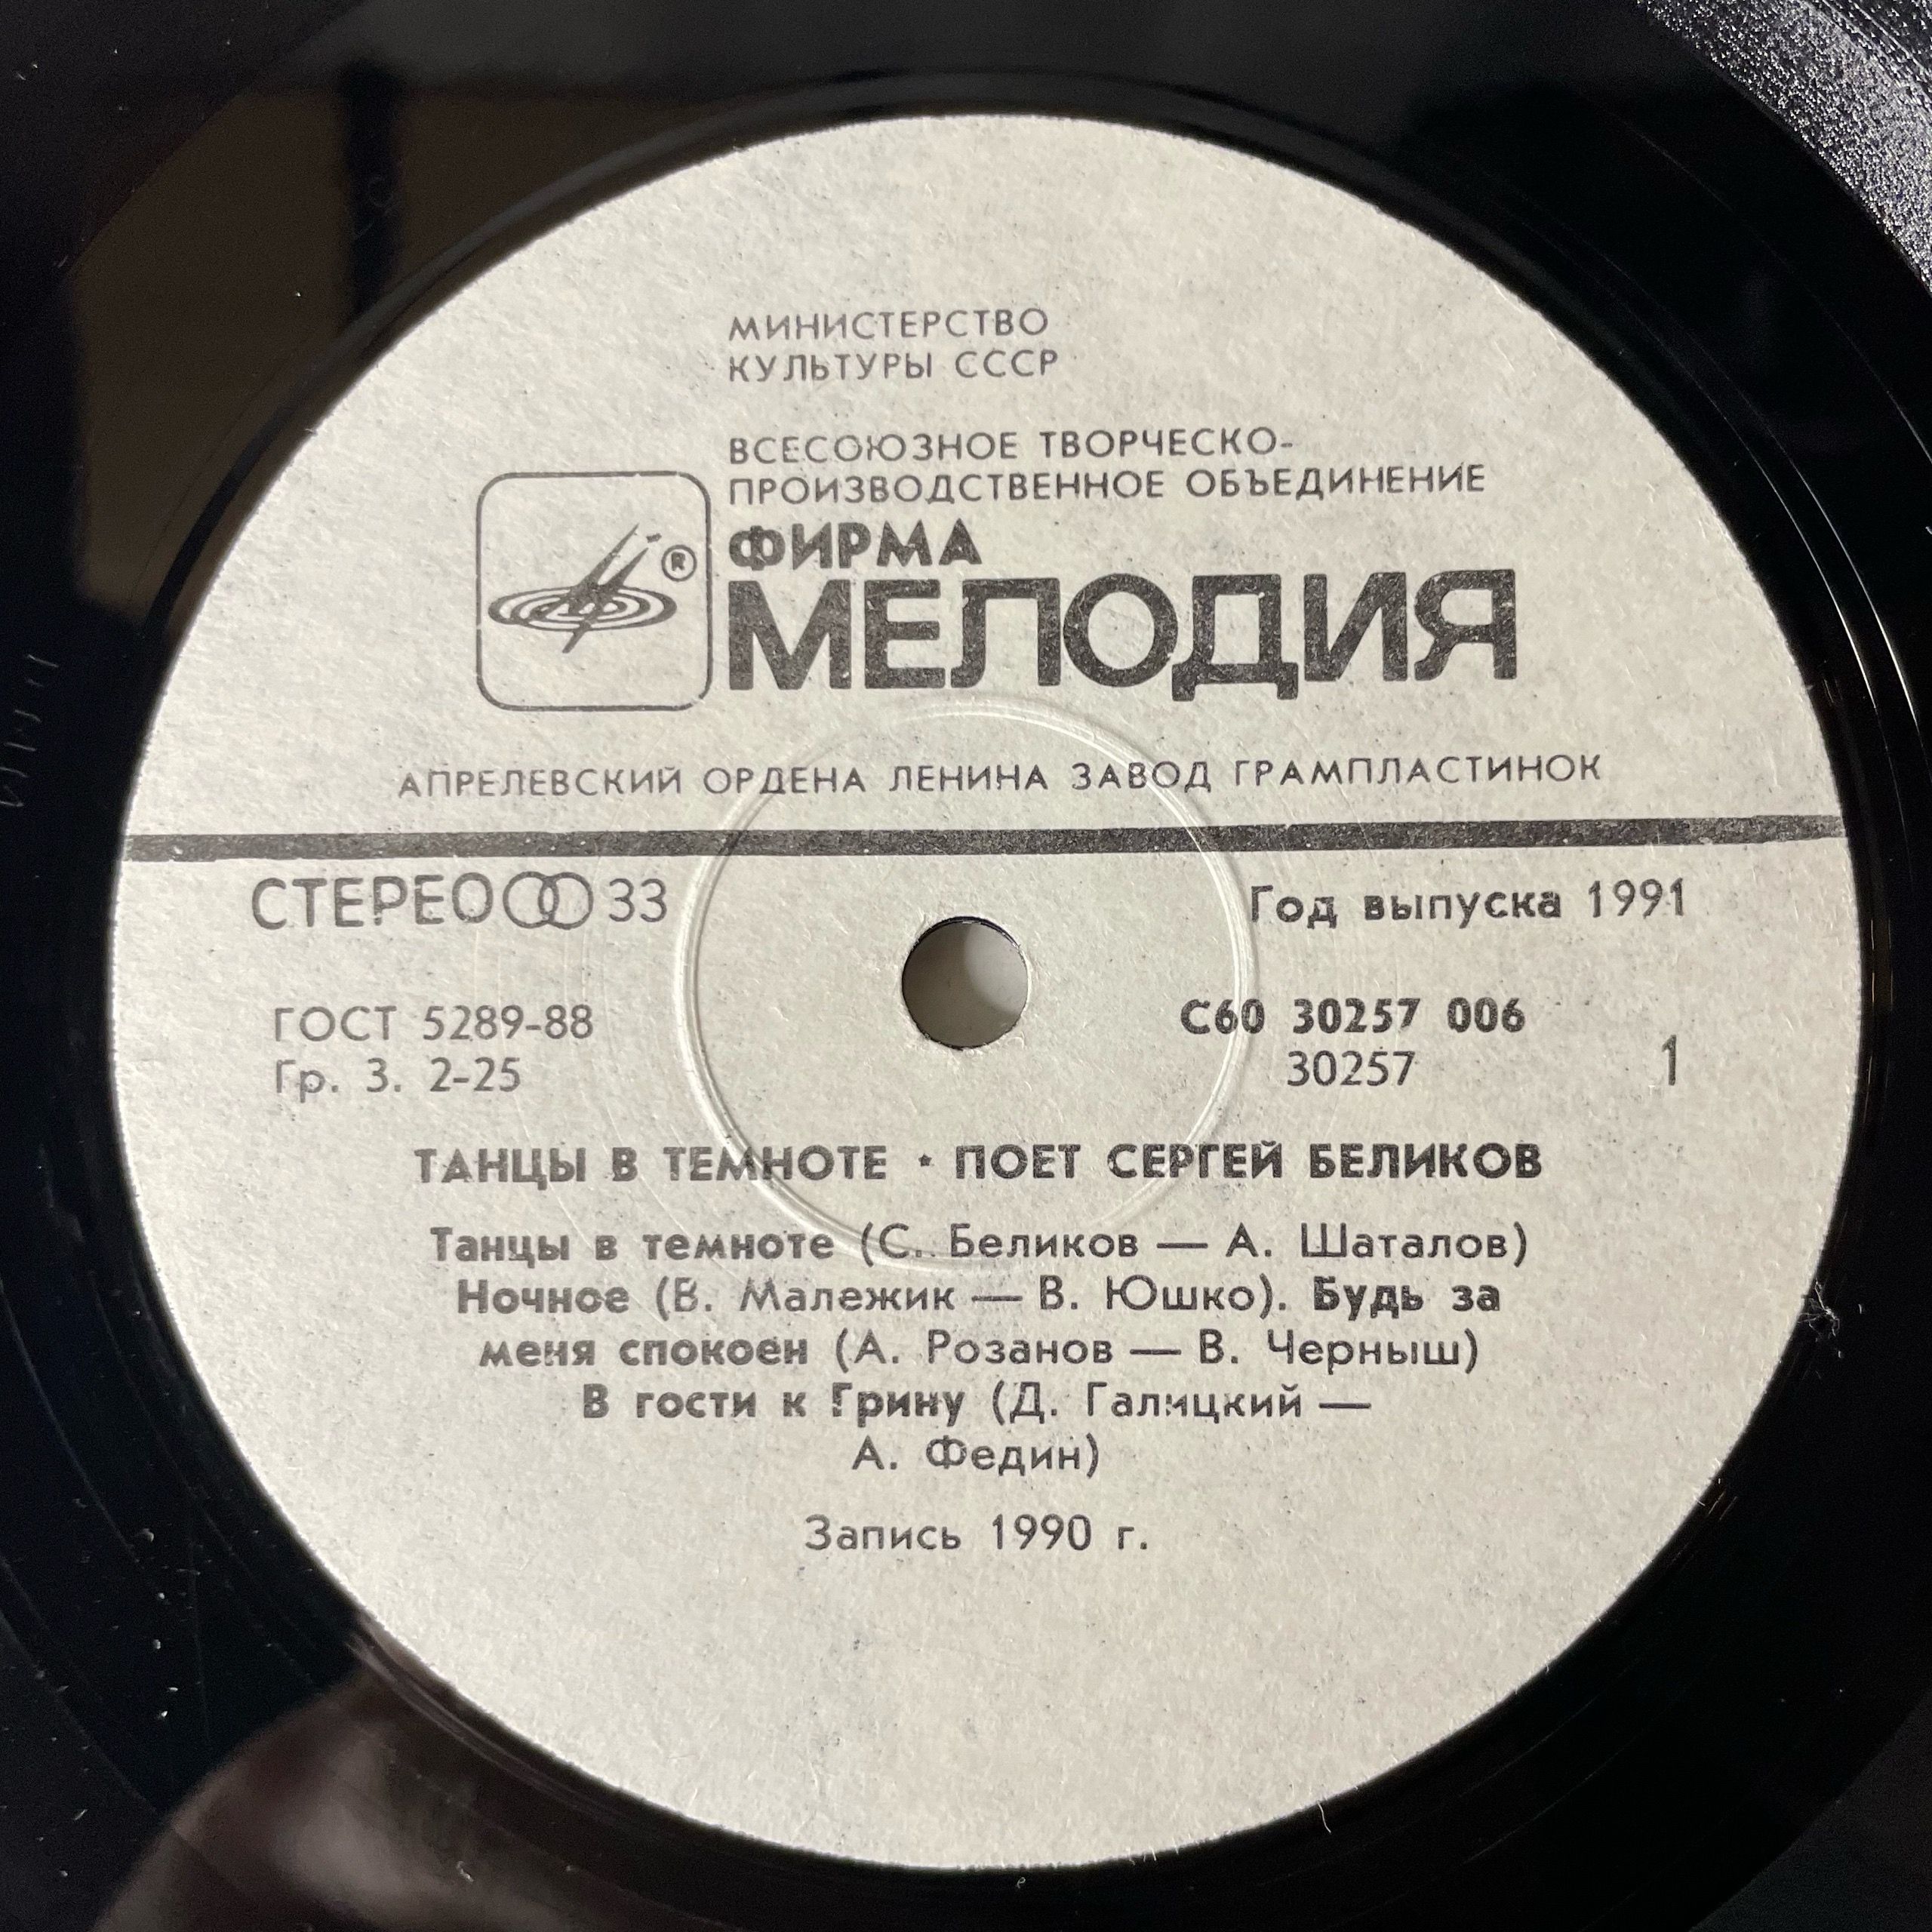 МИНИСТЕРСТВО
КУЛЬТУРЫ СССР
ВСЕСОЮЗНОЕ ТВОРЧЕСКО-
ПРОИЗВОДСТВЕННОЕ ОБЪЕДИНЕНИЕ
ФИРМА
®
МЕЛОДИЯ
АПРЕЛЕВСКИЙ ОРДЕНА ЛЕНИНА ЗАВОД ГРАМПЛАСТИНОК
СТЕРЕО 33
Год выпуска 1991
ГОСТ 5289-88
Гр. 3. 2-25
С60 30257 006
30257
1
ТАНЦЫ В ТЕМНОТЕ · ПОЕТ СЕРГЕЙ БЕЛИКОВ
Танцы в темноте (С. Беликов — А. Шаталов)
Ночное (В. Малежик — В. Юшко). Будь за
меня спокоен (А. Розанов — В. Черныш)
В гости к Грину (Д. Галицкий —
А. Федин)
Запись 1990 г.